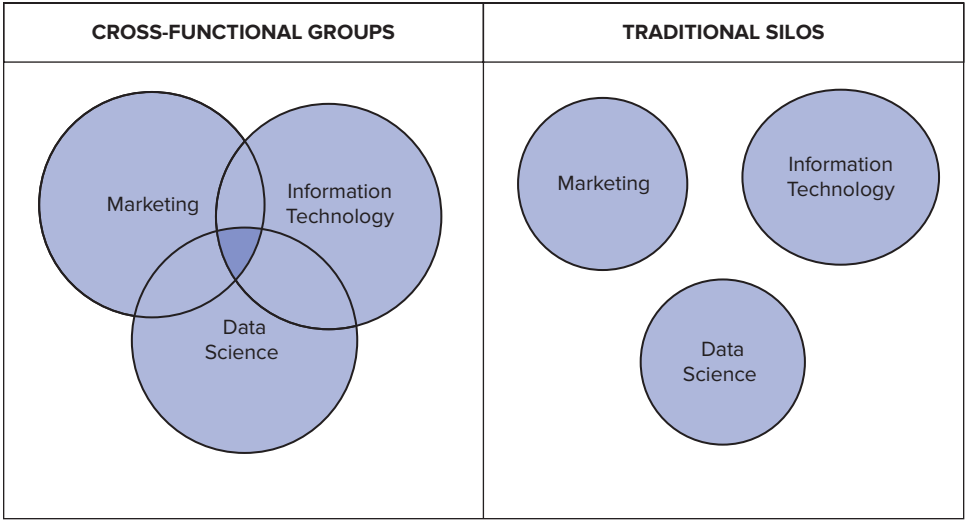 CROSS-FUNCTIONAL GROUPS
TRADITIONAL SILOS
Marketing
Information
Technology
Data
Science
Marketing
Information
Technology
Data
Science